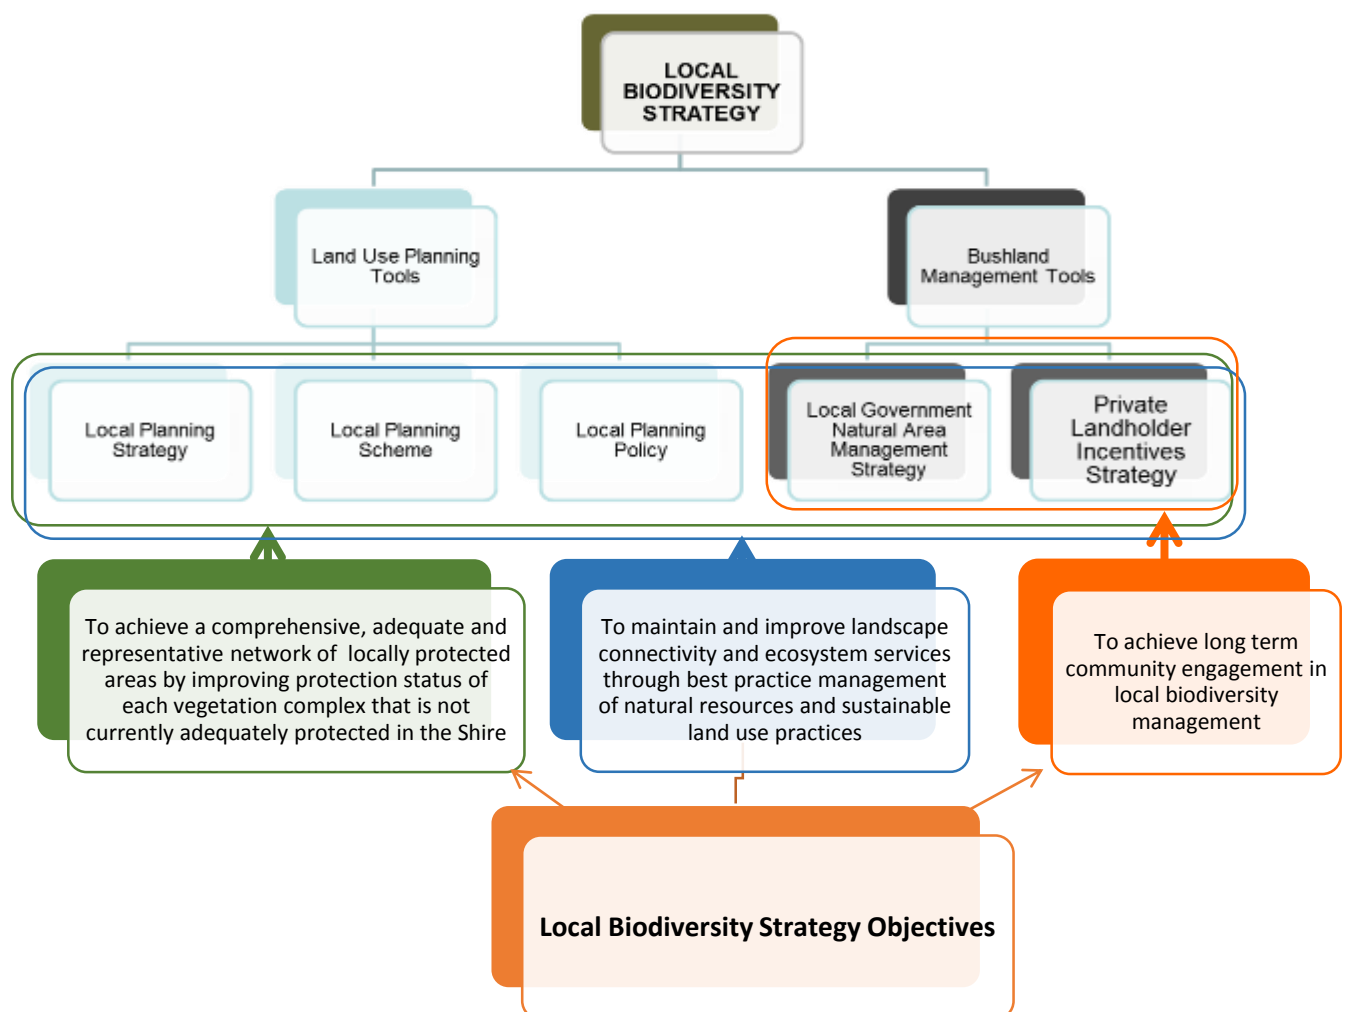 LOCAL
BIODIVERSITY
STRATEGY
Land Use Planning
Tools
Bushland
Management Tools
Local Planning
Strategy
Local Planning
Scheme
Local Planning
Policy
Local Government
Natural Area
Management
Strategy
Private
Landholder
Incentives
Strategy
To achieve a comprehensive, adequate and
representative network of locally protected
areas by improving protection status of
each vegetation complex that is not
currently adequately protected in the Shire
To maintain and improve landscape
connectivity and ecosystem services
through best practice management
of natural resources and sustainable
land use practices
To achieve long term
community engagement in
local biodiversity
management
Local Biodiversity Strategy Objectives